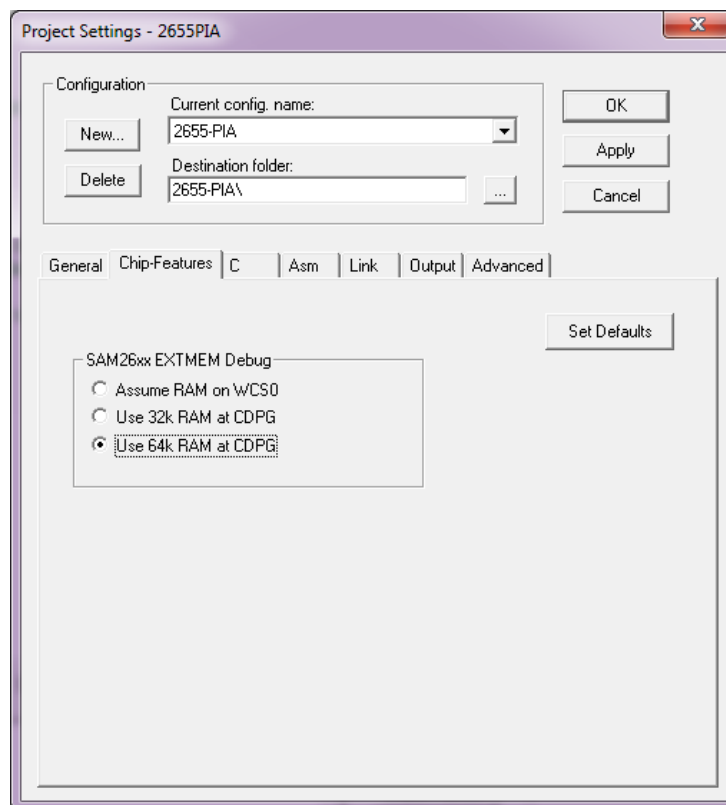 Project Settings - 2655PIA
Configuration
Current config. name:
New...
2655-PIA
Destination folder:
Delete
2655-PIA\
...
OK
Apply
Cancel
General Chip-Features C Asm Link Output Advanced
Set Defaults
SAM26xx EXTMEM Debug
Assume RAM on WCS0
Use 32k RAM at CDPG
Use 64k RAM at CDPG